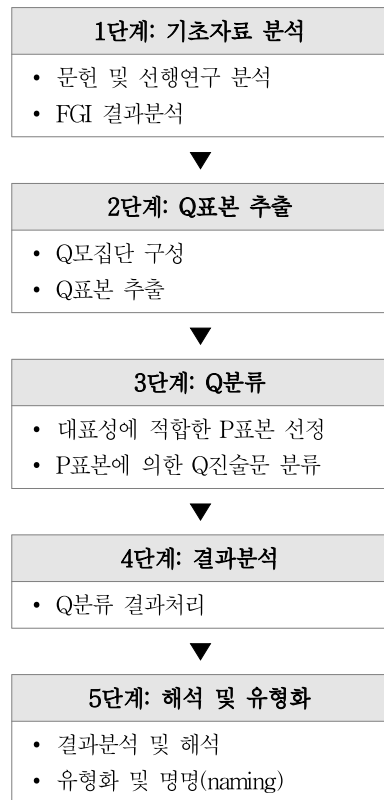 1단계: 기초자료 분석
• 문헌 및 선행연구 분석
• FGI 결과분석
▼
2단계: Q표본 추출
• Q모집단 구성
• Q표본 추출
▼
3단계: Q분류
• 대표성에 적합한 P표본 선정
• P표본에 의한 Q진술문 분류
▼
4단계: 결과분석
• Q분류 결과처리
▼
5단계: 해석 및 유형화
• 결과분석 및 해석
• 유형화 및 명명(naming)